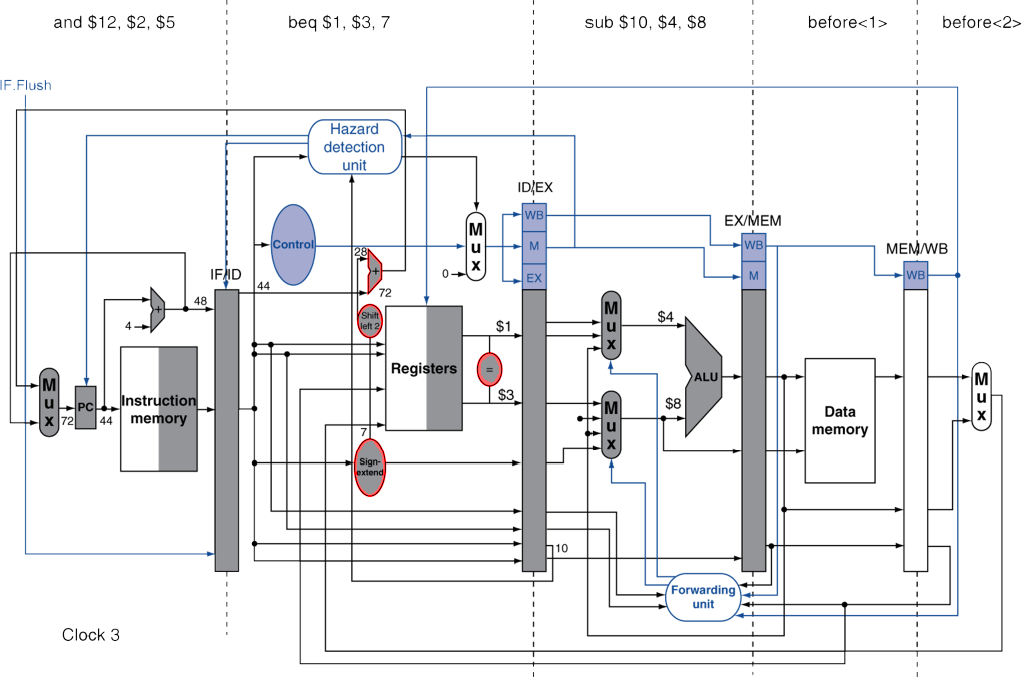 and $12, $2, $5
beq $1, $3, 7
sub $10, $4, $8
before<1>
before<2>
IF.Flush
Hazard
detection
unit
ID/EX
WB
M
EX
EX/MEM
WB
M
MEM/WB
WB
Control
Mux
0
28
+
72
IF/ID
44
48
4
+
Shift
left 2
Registers
$1
=
$3
Mux
$4
ALU
$8
Mux
Mux
PC
72
44
Instruction
memory
Data
memory
Mux
7
Sign-
extend
10
Forwarding
unit
Clock 3